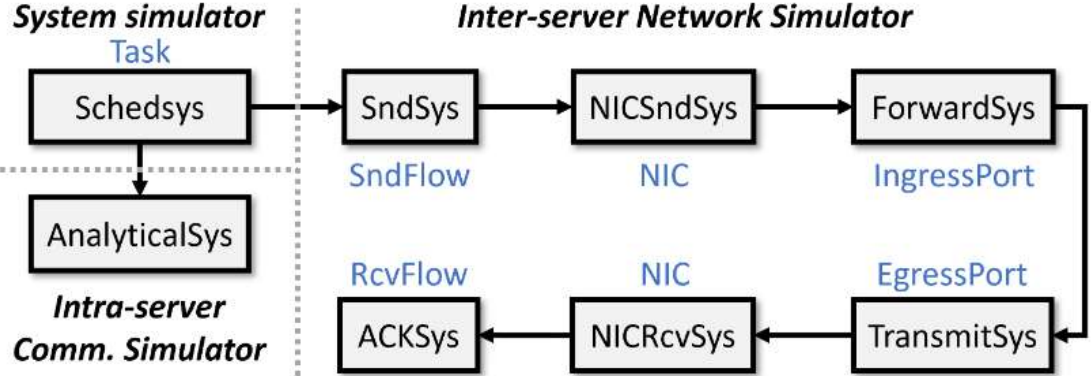 System simulator
Task
Schedsys
AnalyticalSys
Intra-server
Comm. Simulator
Inter-server Network Simulator
SndSys
NICSndSys
ForwardSys
SndFlow
NIC
IngressPort
RcvFlow
NIC
EgressPort
ACKSys
NICRcvSys
TransmitSys